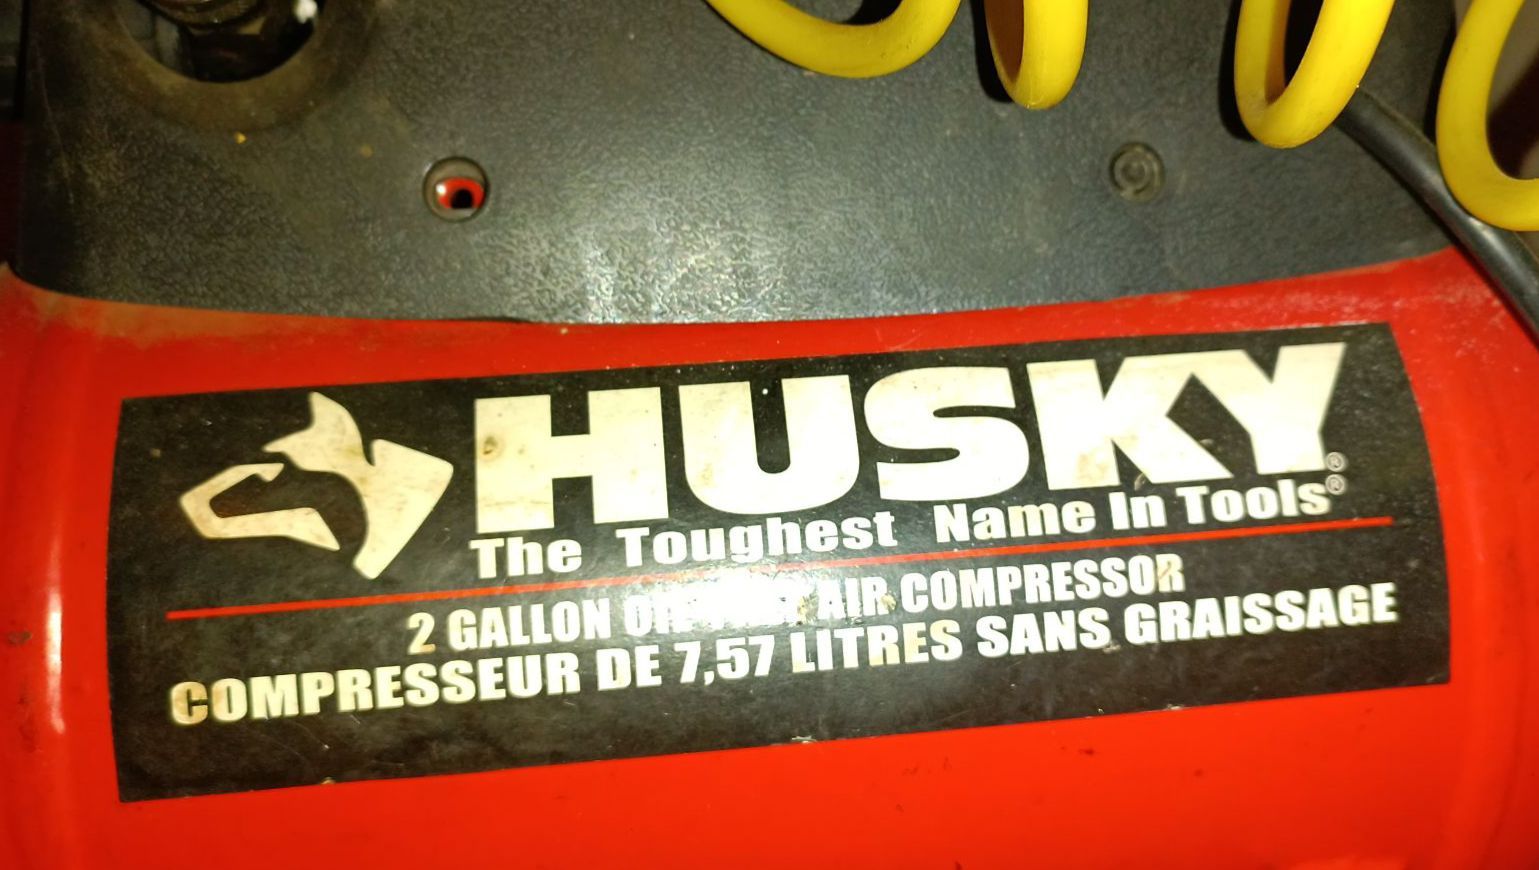 HUSKY®
The Toughest Name In Tools®
2 GALLON AIR COMPRESSOR
COMPRESSEUR DE 7,57 LITRES SANS GRAISSAGE